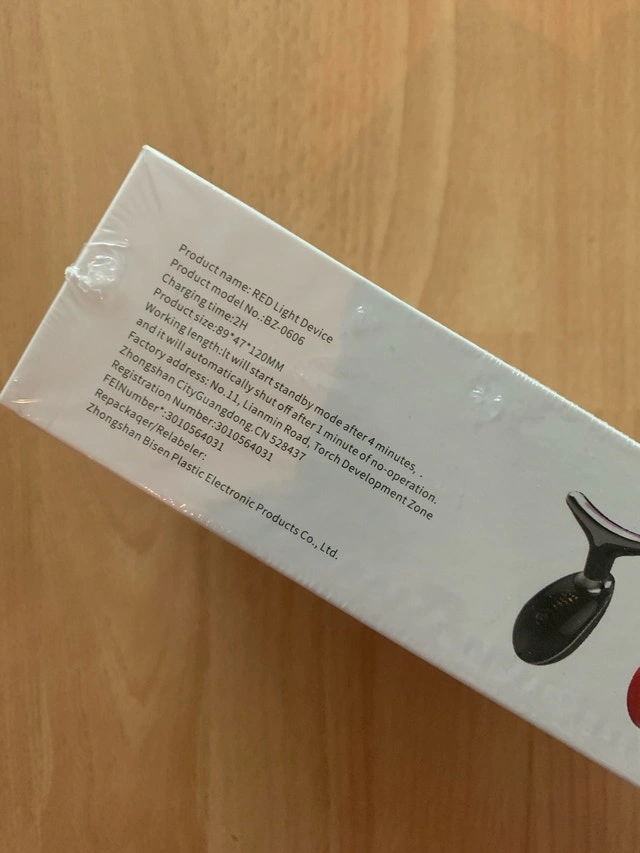 Product name: RED Light Device
Product model No.:BZ-0606
Charging time:2H
Product size:89*47*120MM
Working length:It will start standby mode after 4 minutes, .
and it will automatically shut off after 1 minute of no-operation.
Factory address: No.11, Lianmin Road, Torch Development Zone
Zhongshan CityGuangdong.CN 528437
Registration Number:3010564031
FEINumber*:3010564031
Repackager/Relabeler:
Zhongshan Bisen Plastic Electronic Products Co., Ltd.